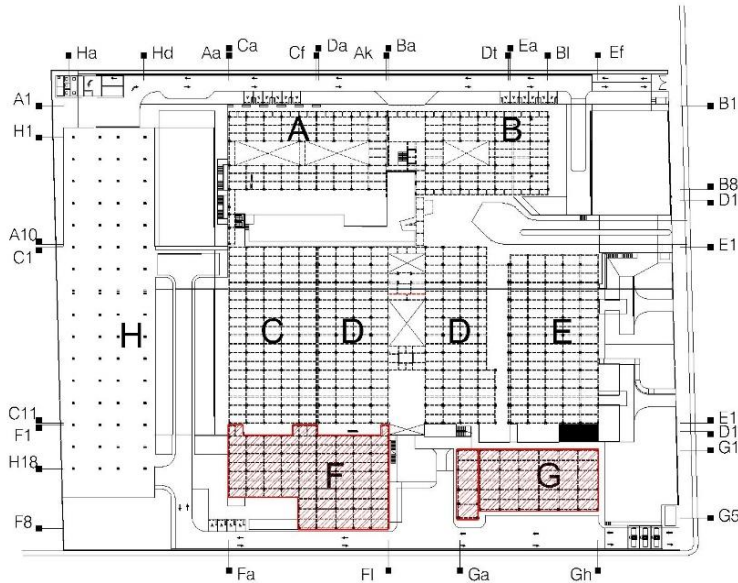 Ca Da Ba Ea
Ha Hd Aa Cf Ak Dt Bl Ef
A1 B1
H1
A B
B8
D1
A10
C1 E1
H C D D E
C11 E1
F1 D1
G1
H18 F G
F8 G5
Fa Fl Ga Gh